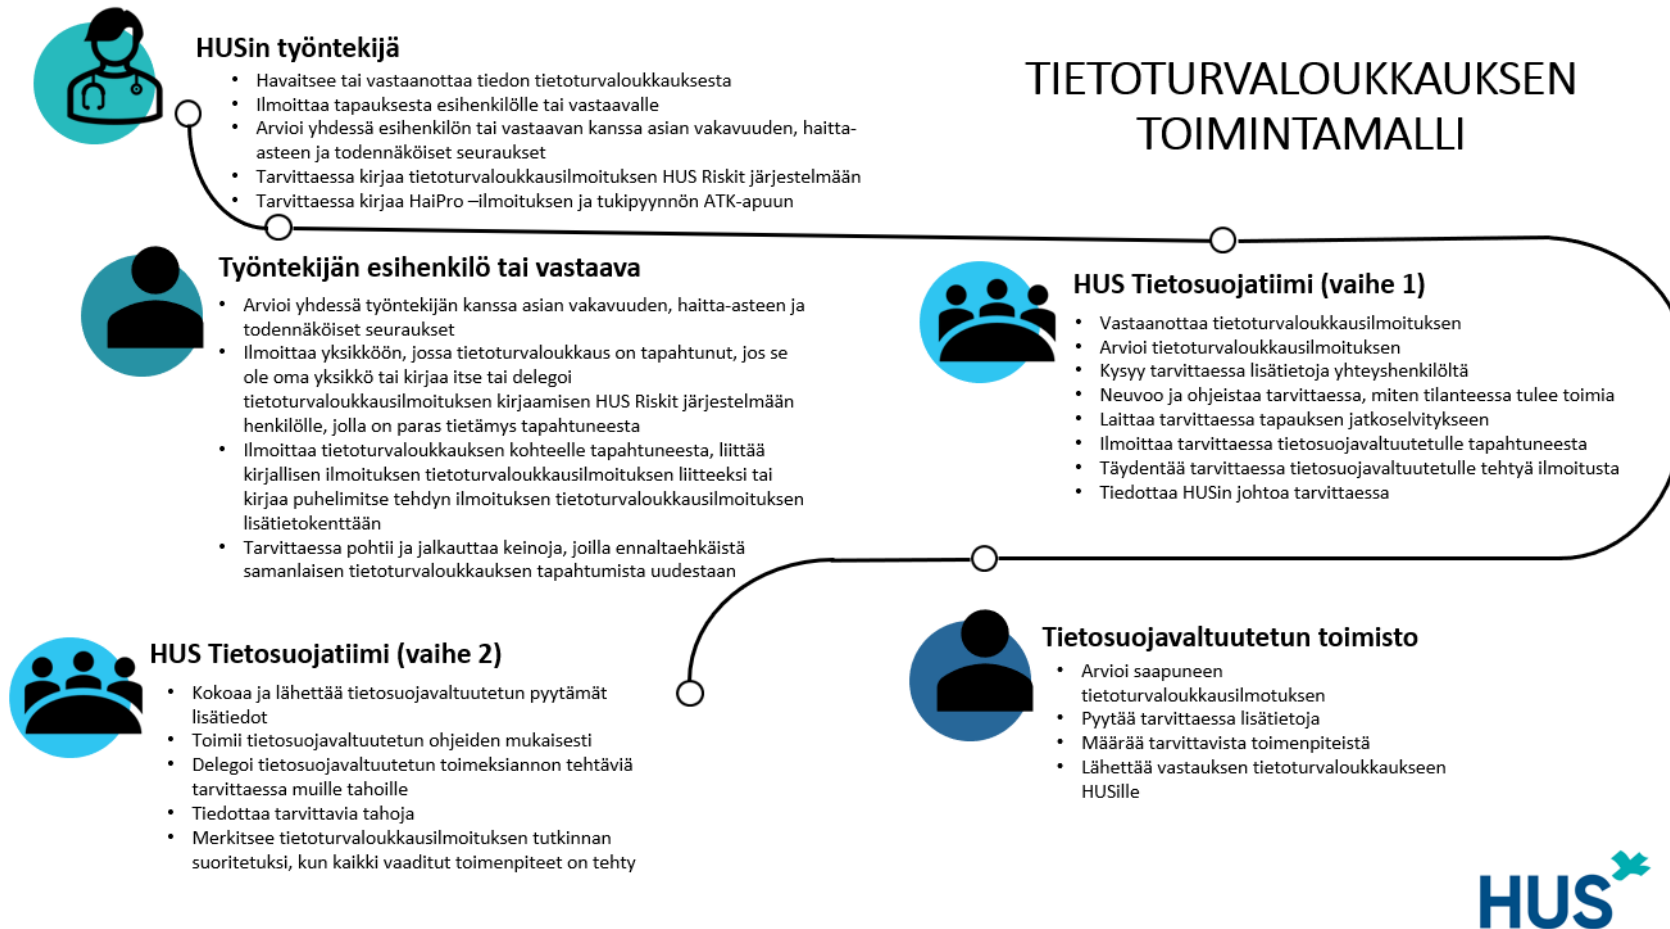 TIETOTURVALOUKKAUKSEN
TOIMINTAMALLI
HUSin työntekijä
• Havaitsee tai vastaanottaa tiedon tietoturvaloukkauksesta
• Ilmoittaa tapauksesta esihenkilölle tai vastaavalle
• Arvioi yhdessä esihenkilön tai vastaavan kanssa asian vakavuuden, haitta-
asteen ja todennäköiset seuraukset
• Tarvittaessa kirjaa tietoturvaloukkausilmoituksen HUS Riskit järjestelmään
• Tarvittaessa kirjaa HaiPro –ilmoituksen ja tukipyynnön ATK-apuun
Työntekijän esihenkilö tai vastaava
• Arvioi yhdessä työntekijän kanssa asian vakavuuden, haitta-asteen ja
todennäköiset seuraukset
• Ilmoittaa yksikköön, jossa tietoturvaloukkaus on tapahtunut, jos se
ole oma yksikkö tai kirjaa itse tai delegoi
tietoturvaloukkausilmoituksen kirjaamisen HUS Riskit järjestelmään
henkilölle, jolla on paras tietämys tapahtuneesta
• Ilmoittaa tietoturvaloukkauksen kohteelle tapahtuneesta, liittää
kirjallisen ilmoituksen tietoturvaloukkausilmoituksen liitteeksi tai
kirjaa puhelimitse tehdyn ilmoituksen tietoturvaloukkausilmoituksen
lisätietokenttään
• Tarvittaessa pohtii ja jalkauttaa keinoja, joilla ennaltaehkäistä
samanlaisen tietoturvaloukkauksen tapahtumista uudestaan
HUS Tietosuojatiimi (vaihe 1)
• Vastaanottaa tietoturvaloukkausilmoituksen
• Arvioi tietoturvaloukkausilmoituksen
• Kysyy tarvittaessa lisätietoja yhteyshenkilöltä
• Neuvoo ja ohjeistaa tarvittaessa, miten tilanteessa tulee toimia
• Laittaa tarvittaessa tapauksen jatkoselvitykseen
• Ilmoittaa tarvittaessa tietosuojavaltuutetulle tapahtuneesta
• Täydentää tarvittaessa tietosuojavaltuutetulle tehtyä ilmoitusta
• Tiedottaa HUSin johtoa tarvittaessa
Tietosuojavaltuutetun toimisto
• Arvioi saapuneen
tietoturvaloukkausilmotuksen
• Pyytää tarvittaessa lisätietoja
• Määrää tarvittavista toimenpiteistä
• Lähettää vastauksen tietoturvaloukkaukseen
HUSille
HUS Tietosuojatiimi (vaihe 2)
• Kokoaa ja lähettää tietosuojavaltuutetun pyytämät
lisätiedot
• Toimii tietosuojavaltuutetun ohjeiden mukaisesti
• Delegoi tietosuojavaltuutetun toimeksiannon tehtäviä
tarvittaessa muille tahoille
• Tiedottaa tarvittavia tahoja
• Merkitsee tietoturvaloukkausilmoituksen tutkinnan
suoritetuksi, kun kaikki vaaditut toimenpiteet on tehty
HUS